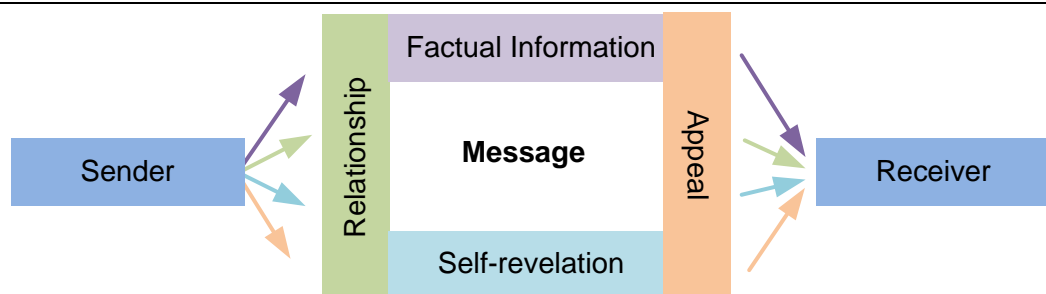 Factual Information
Relationship
Message
Appeal
Sender
Receiver
Self-revelation